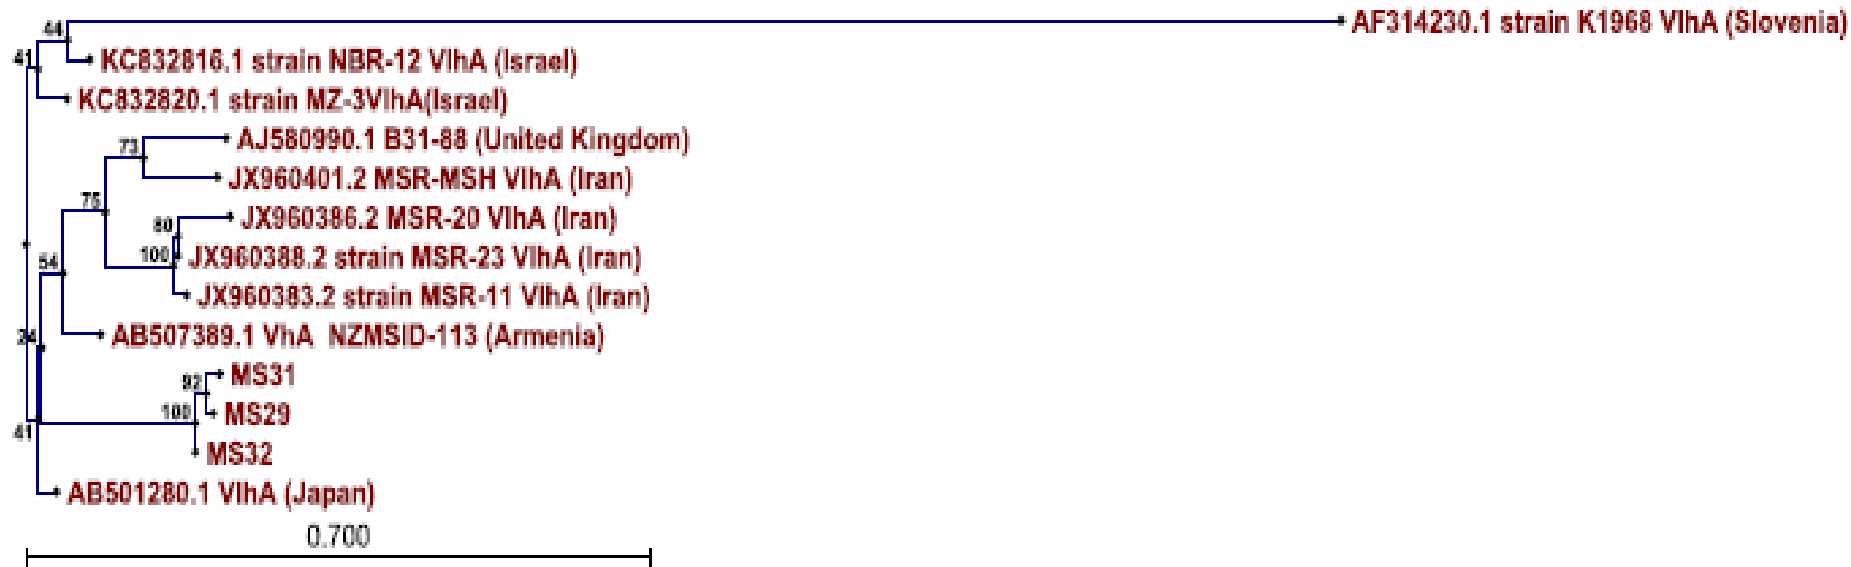 44
AF314230.1 strain K1968 VlhA (Slovenia)
41
KC832816.1 strain NBR-12 VlhA (Israel)
KC832820.1 strain MZ-3VlhA(Israel)
73
AJ580990.1 B31-88 (United Kingdom)
JX960401.2 MSR-MSH VlhA (Iran)
75
80
JX960386.2 MSR-20 VlhA (Iran)
100
JX960388.2 strain MSR-23 VlhA (Iran)
54
JX960383.2 strain MSR-11 VlhA (Iran)
AB507389.1 VhA NZMSID-113 (Armenia)
MS31
92
MS29
100
41
MS32
AB501280.1 VlhA (Japan)
0.700